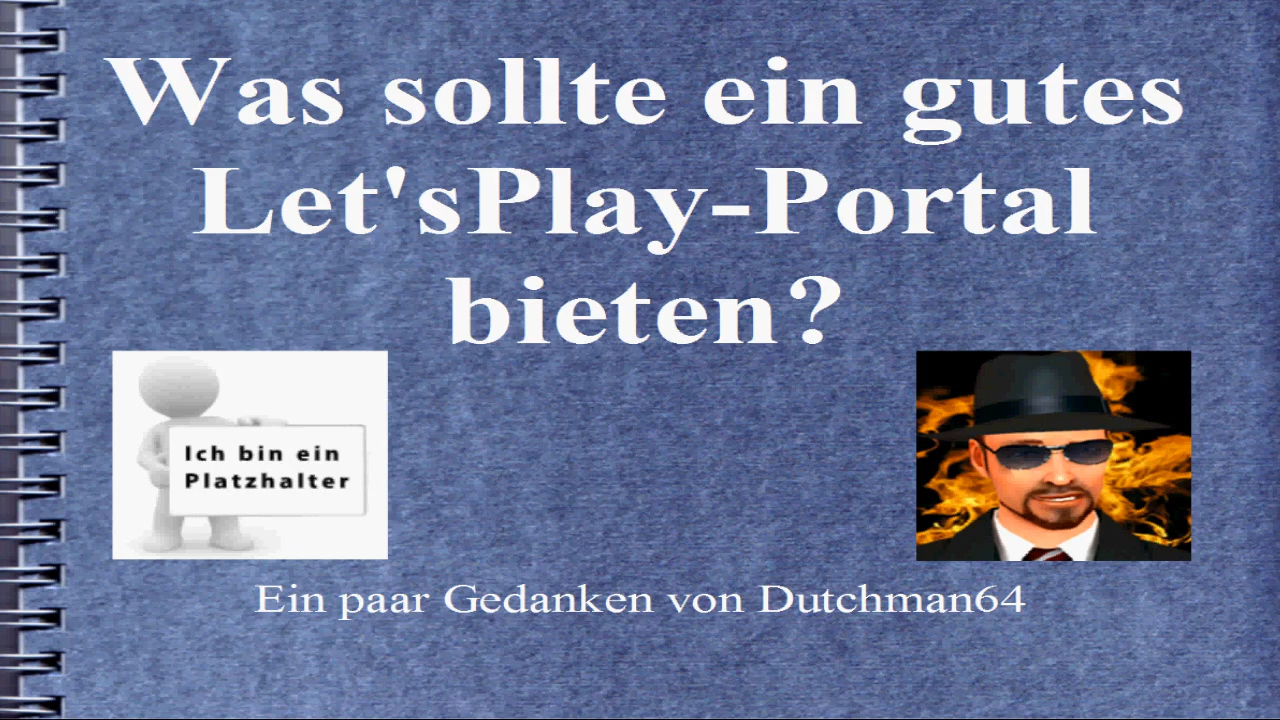 Was sollte ein gutes
Let'sPlay-Portal
bieten?
Ich bin ein
Platzhalter
Ein paar Gedanken von Dutchman64